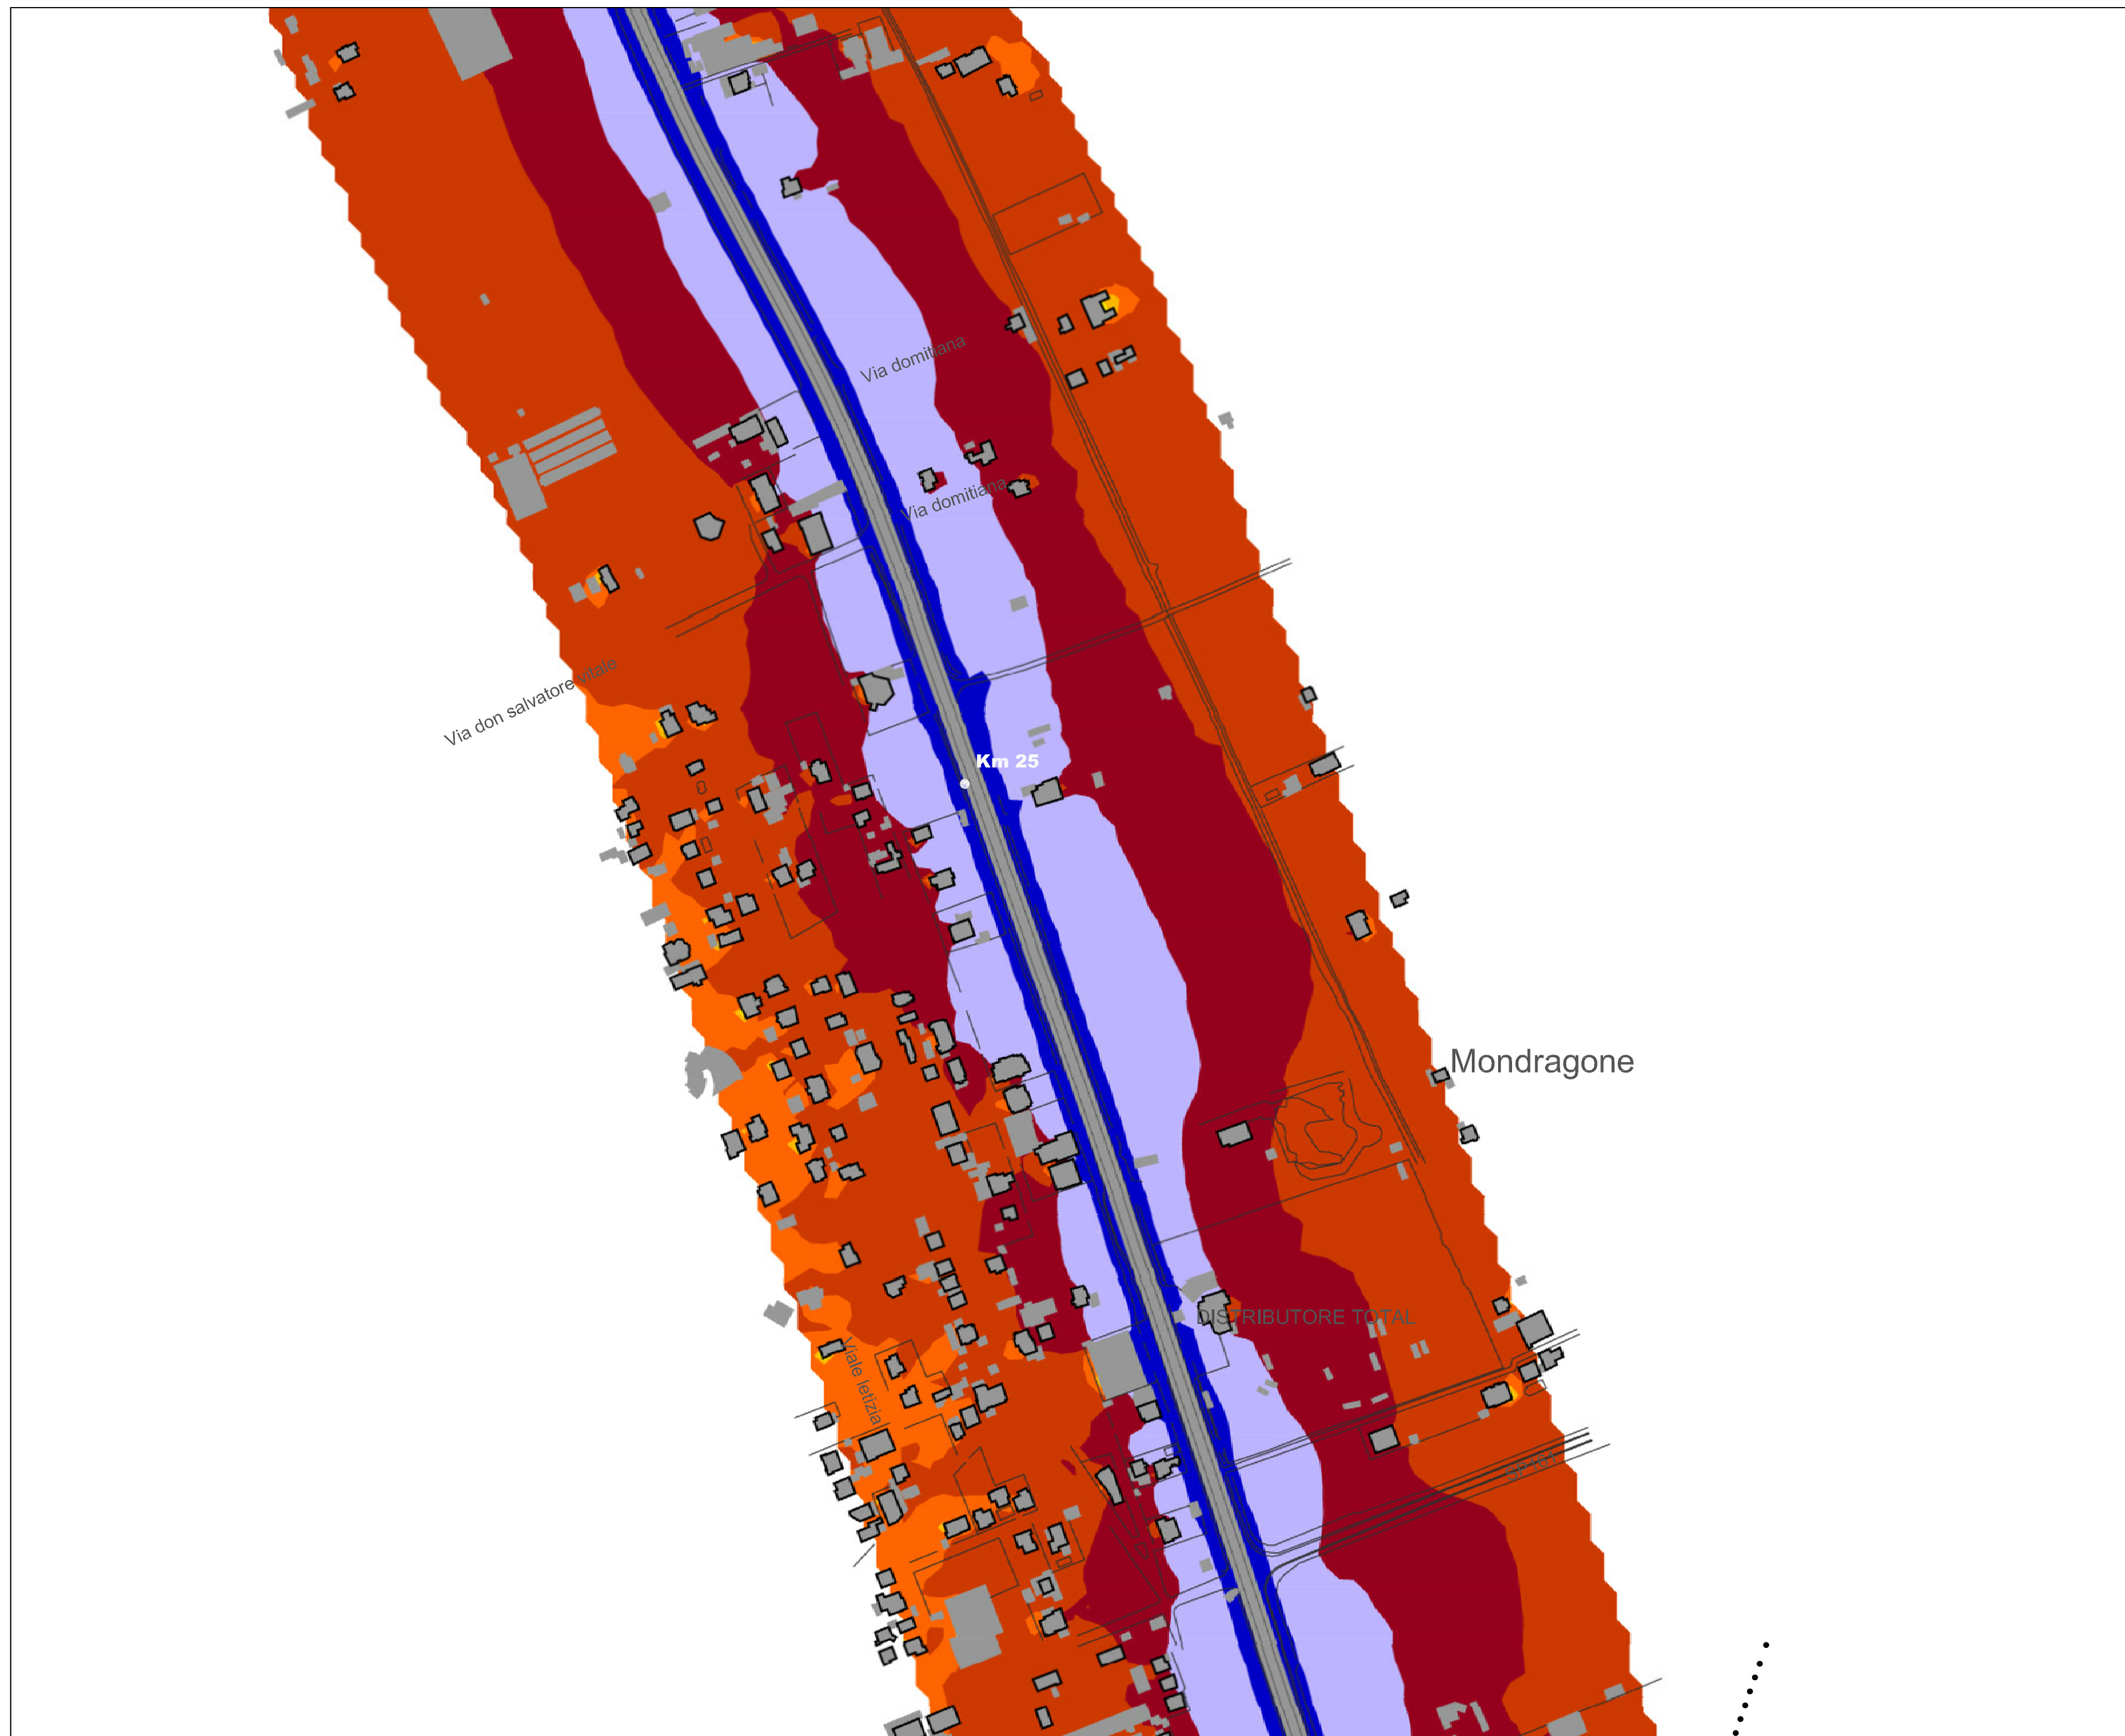 Via domitiana
Via domitiana
Via don salvatore vitale
Km 25
Mondragone
DISTRIBUTORE TOTAL
Viale letizia